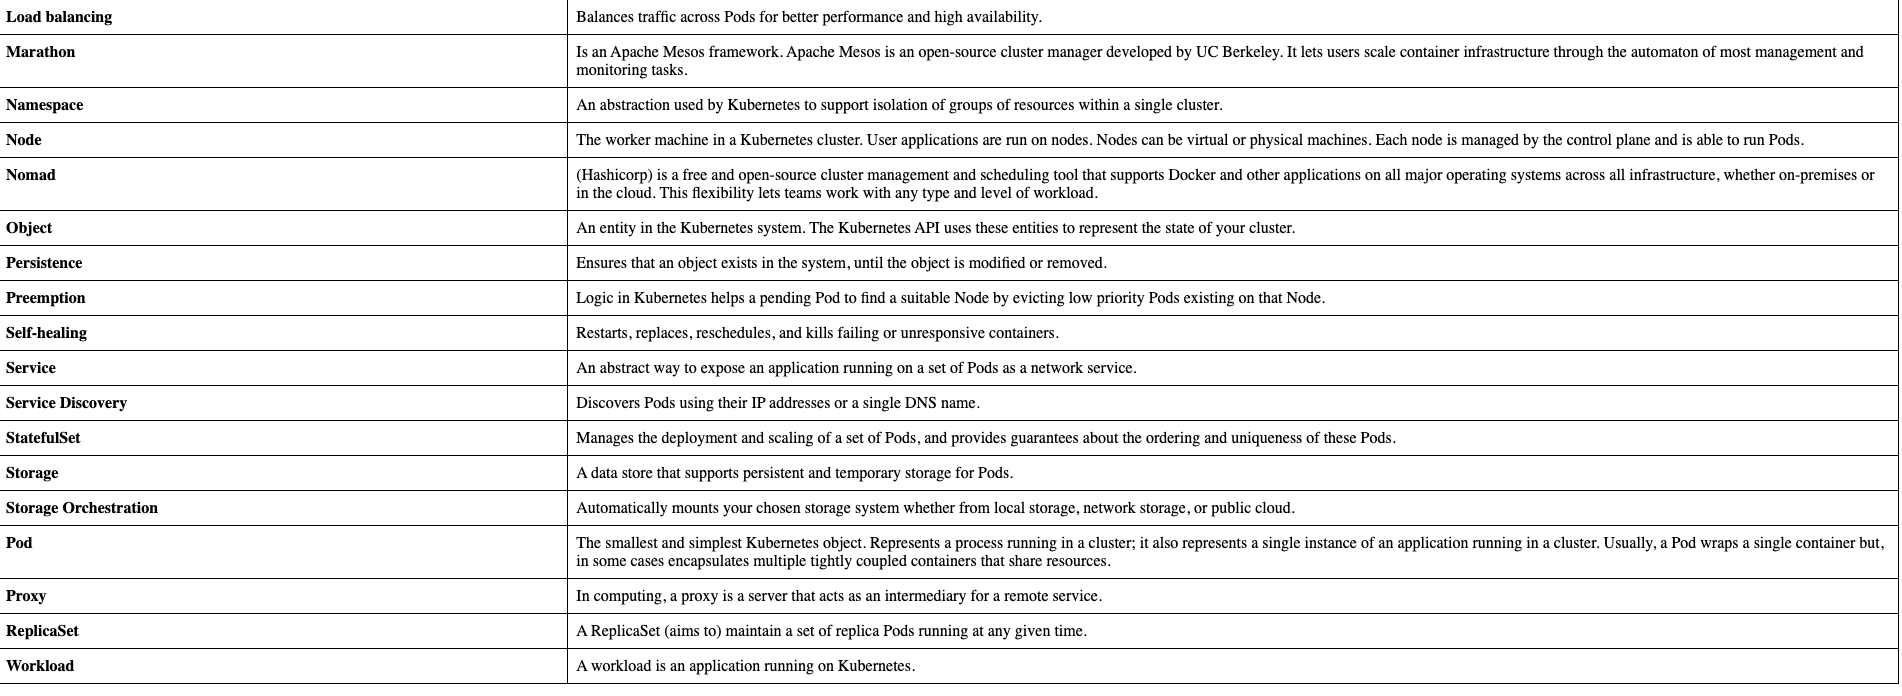 Load balancing
Balances traffic across Pods for better performance and high availability.
Marathon
Is an Apache Mesos framework. Apache Mesos is an open-source cluster manager developed by UC Berkeley. It lets users scale container infrastructure through the automaton of most management and
monitoring tasks.
Namespace
An abstraction used by Kubernetes to support isolation of groups of resources within a single cluster.
Node
The worker machine in a Kubernetes cluster. User applications are run on nodes. Nodes can be virtual or physical machines. Each node is managed by the control plane and is able to run Pods.
Nomad
(Hashicorp) is a free and open-source cluster management and scheduling tool that supports Docker and other applications on all major operating systems across all infrastructure, whether on-premises or
in the cloud. This flexibility lets teams work with any type and level of workload.
Object
An entity in the Kubernetes system. The Kubernetes API uses these entities to represent the state of your cluster.
Persistence
Ensures that an object exists in the system, until the object is modified or removed.
Preemption
Logic in Kubernetes helps a pending Pod to find a suitable Node by evicting low priority Pods existing on that Node.
Self-healing
Restarts, replaces, reschedules, and kills failing or unresponsive containers.
Service
An abstract way to expose an application running on a set of Pods as a network service.
Service Discovery
Discovers Pods using their IP addresses or a single DNS name.
StatefulSet
Manages the deployment and scaling of a set of Pods, and provides guarantees about the ordering and uniqueness of these Pods.
Storage
A data store that supports persistent and temporary storage for Pods.
Storage Orchestration
Automatically mounts your chosen storage system whether from local storage, network storage, or public cloud.
Pod
The smallest and simplest Kubernetes object. Represents a process running in a cluster; it also represents a single instance of an application running in a cluster. Usually, a Pod wraps a single container but,
in some cases encapsulates multiple tightly coupled containers that share resources.
Proxy
In computing, a proxy is a server that acts as an intermediary for a remote service.
ReplicaSet
A ReplicaSet (aims to) maintain a set of replica Pods running at any given time.
Workload
A workload is an application running on Kubernetes.